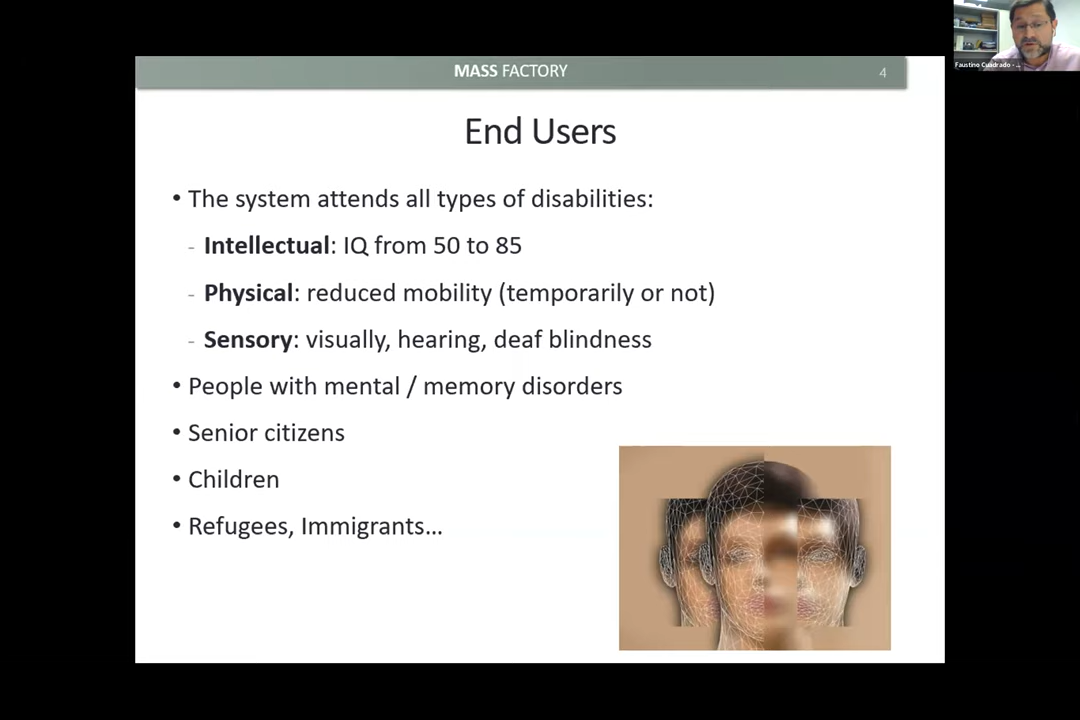 MASS FACTORY
4
Faustino Cuadrado - ...
End Users
• The system attends all types of disabilities:
- Intellectual: IQ from 50 to 85
- Physical: reduced mobility (temporarily or not)
- Sensory: visually, hearing, deaf blindness
• People with mental / memory disorders
• Senior citizens
• Children
• Refugees, Immigrants...